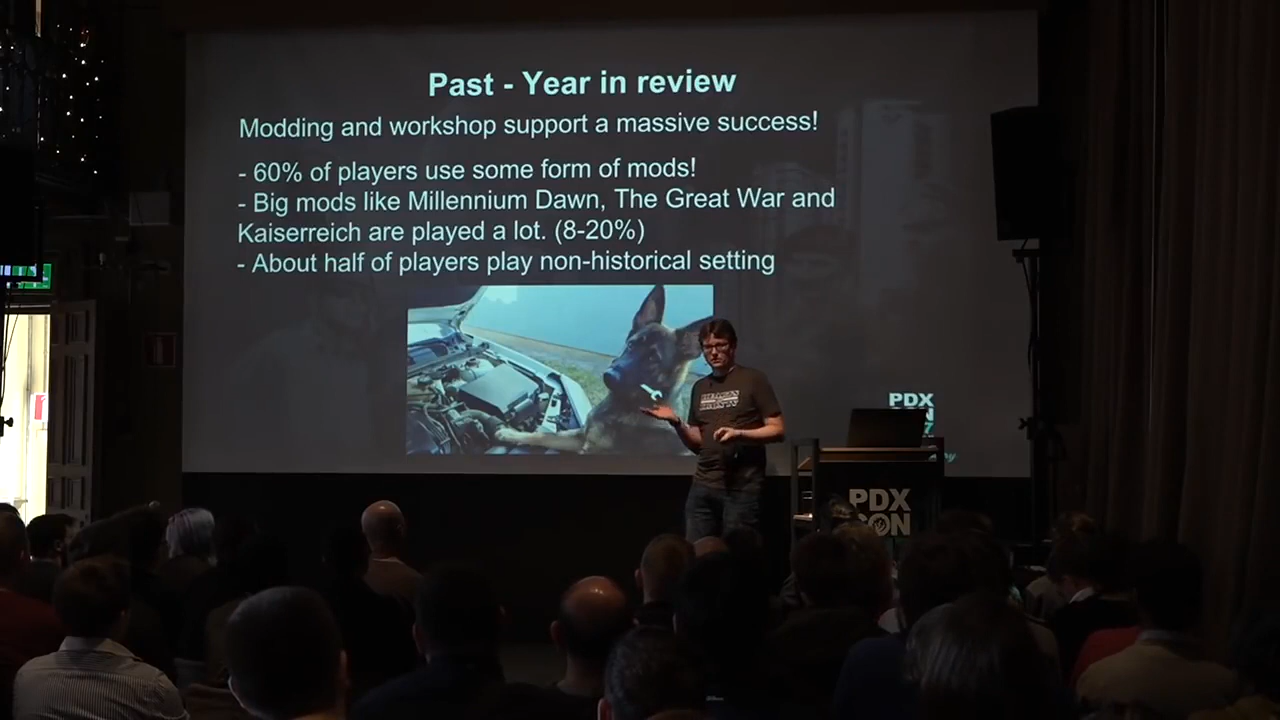 Past - Year in review
Modding and workshop support a massive success!
- 60% of players use some form of mods!
- Big mods like Millennium Dawn, The Great War and
Kaiserreich are played a lot. (8-20%)
- About half of players play non-historical setting
PDX
PDX
CON